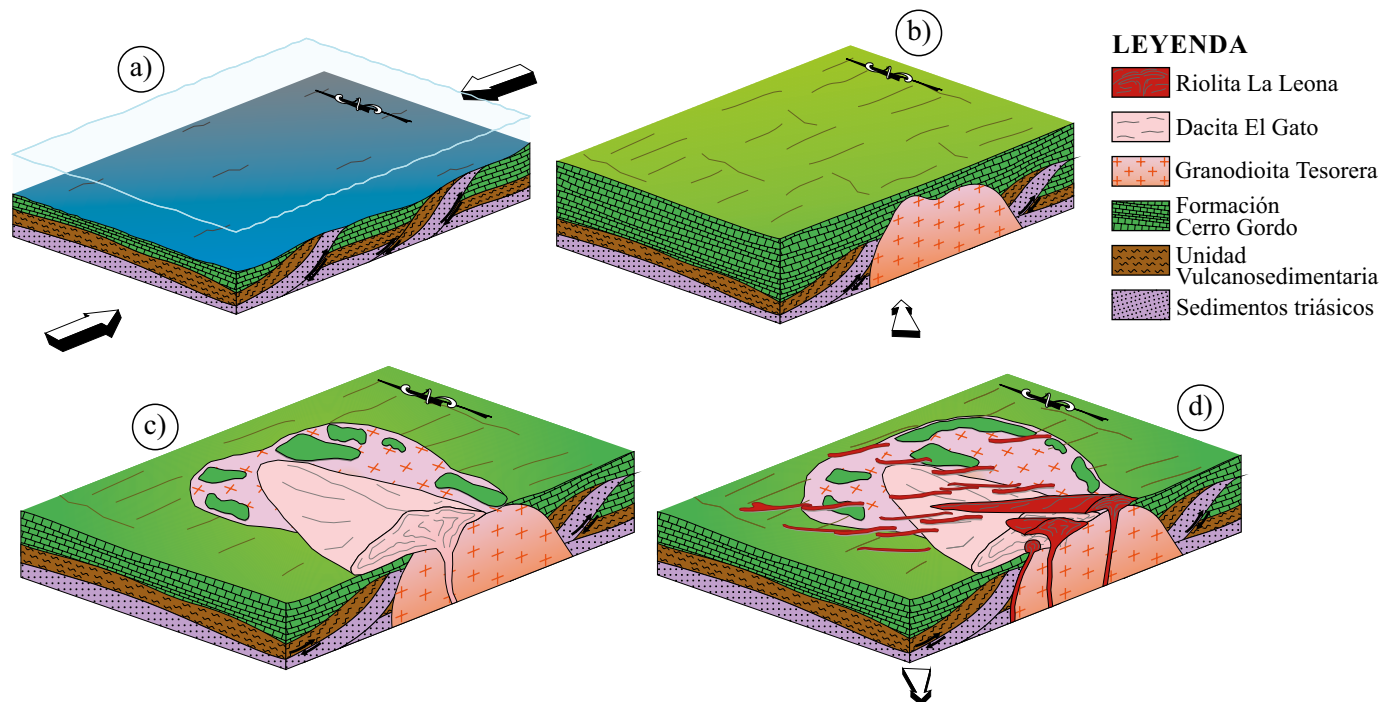 a)
b)
LEYENDA
Riolita La Leona
Dacita El Gato
Granodioita Tesorera
Formación
Cerro Gordo
Unidad
Vulcanosedimentaria
Sedimentos triásicos
c)
d)